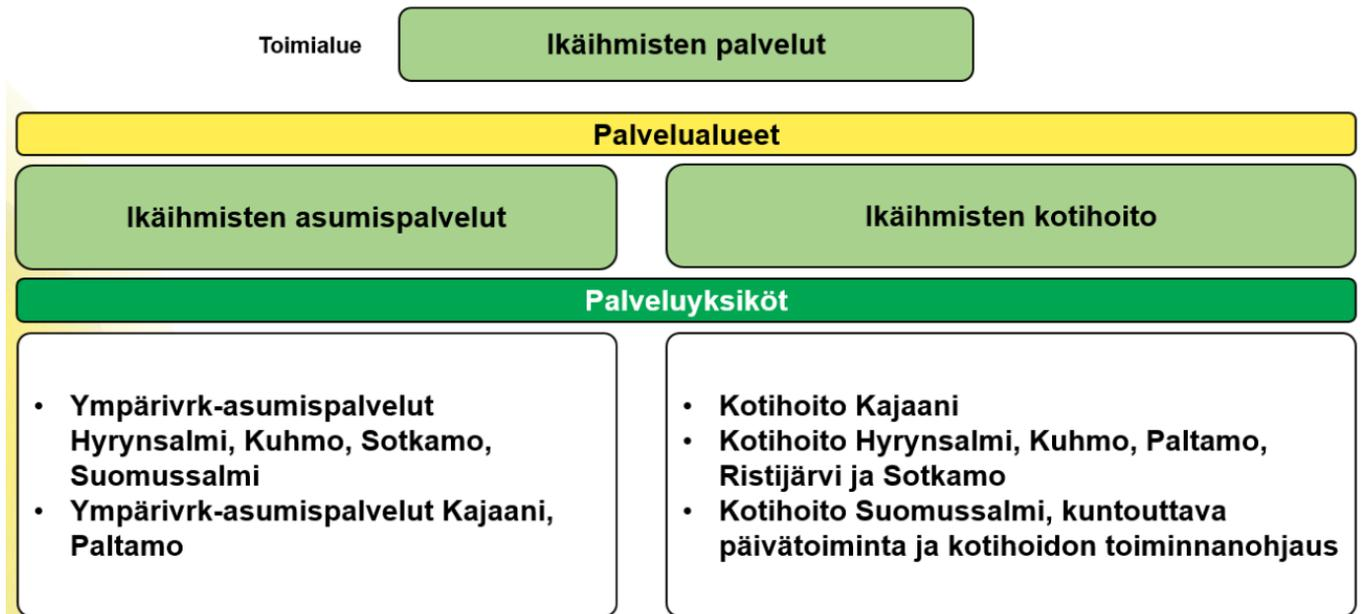 Toimialue
Ikäihmisten palvelut
Palvelualueet
Ikäihmisten asumispalvelut
Ikäihmisten kotihoito
Palveluyksiköt
• Ympärivrk-asumispalvelut
Hyrynsalmi, Kuhmo, Sotkamo,
Suomussalmi
• Ympärivrk-asumispalvelut Kajaani,
Paltamo
• Kotihoito Kajaani
• Kotihoito Hyrynsalmi, Kuhmo, Paltamo,
Ristijärvi ja Sotkamo
• Kotihoito Suomussalmi, kuntouttava
päivätoiminta ja kotihoidon toiminnanohjaus